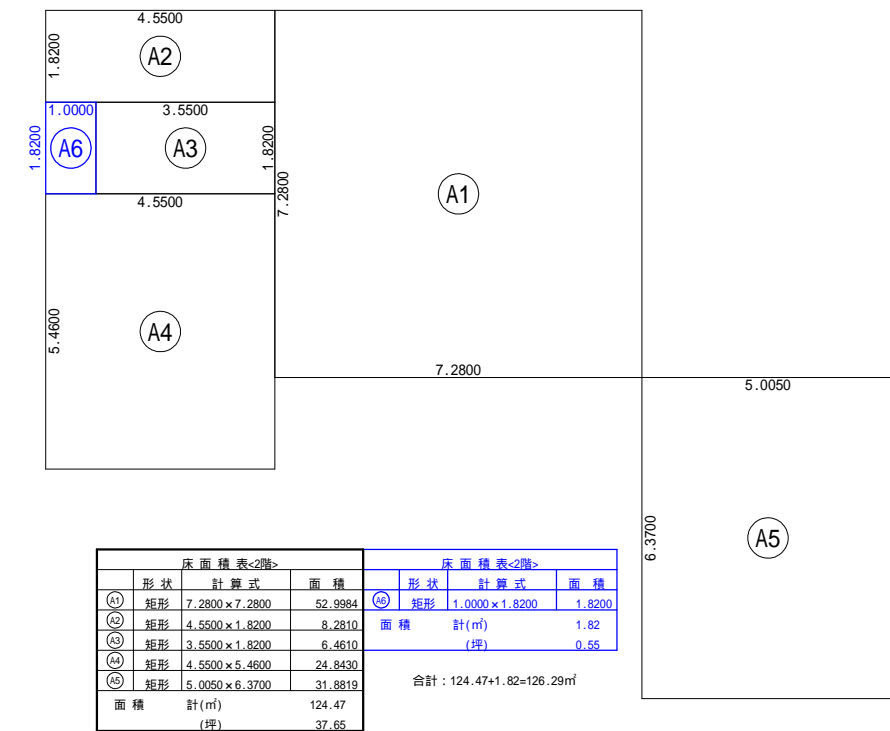 4.5500
1.8200
A2
1.0000
3.5500
1.8200
A6
A3
1.8200
7.2800
A1
4.5500
5.4600
A4
7.2800
5.0050
6.3700
A5
床 面 積 表<2階>
形 状 計 算 式 面 積
A1 矩形 7.2800×7.2800 52.9984
A2 矩形 4.5500×1.8200 8.2810
A3 矩形 3.5500×1.8200 6.4610
A4 矩形 4.5500×5.4600 24.8430
A5 矩形 5.0050×6.3700 31.8819
面 積 計(㎡) 124.47
(坪) 37.65
床 面 積 表<2階>
形 状 計 算 式 面 積
A6 矩形 1.0000×1.8200 1.8200
面 積 計(㎡) 1.82
(坪) 0.55
合計：124.47+1.82=126.29㎡